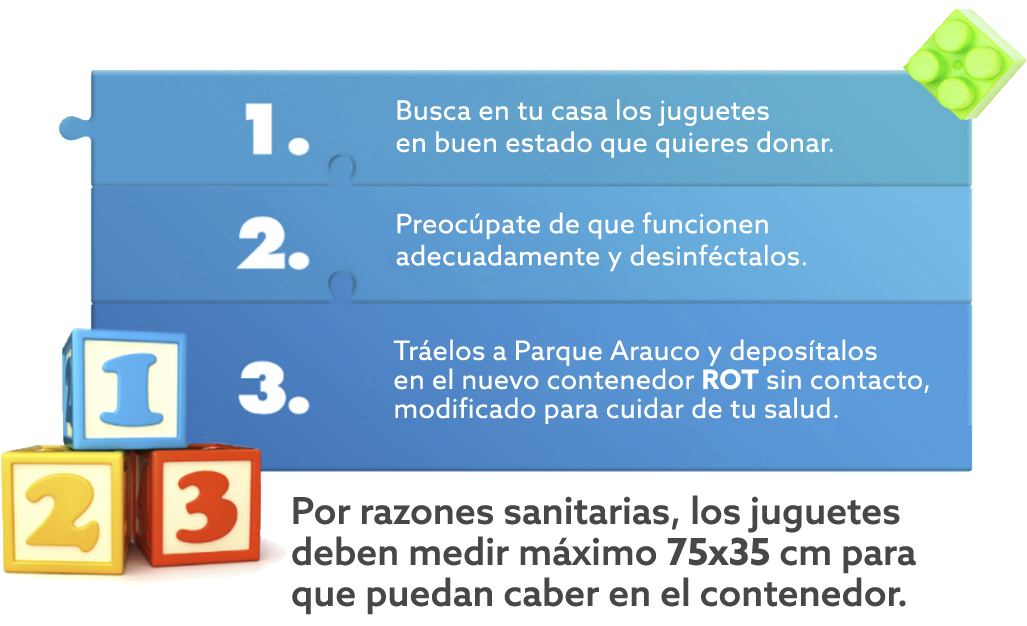 1.
Busca en tu casa los juguetes
en buen estado que quieres donar.
2.
Preocúpate de que funcionen
adecuadamente y desinféctalos.
3.
Tráelos a Parque Arauco y deposítalos
en el nuevo contenedor ROT sin contacto,
modificado para cuidar de tu salud.
1
2
3
Por razones sanitarias, los juguetes
deben medir máximo 75x35 cm para
que puedan caber en el contenedor.